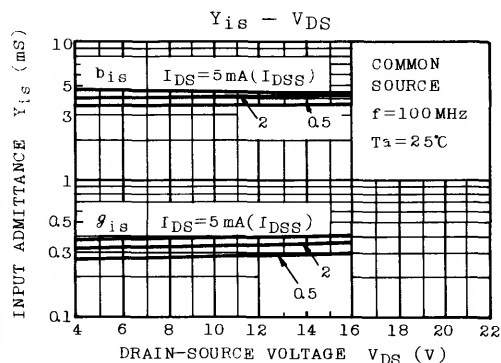 Yis – VDS
INPUT ADMITTANCE Yis (mS)
10
5
3
1
0.5
0.3
0.1
bis IDS=5mA(IDSS)
2
0.5
gis IDS=5mA(IDSS)
2
0.5
COMMON
SOURCE
f=100MHz
Ta=25℃
4 6 8 10 12 14 16 18 20 22
DRAIN-SOURCE VOLTAGE VDS (V)